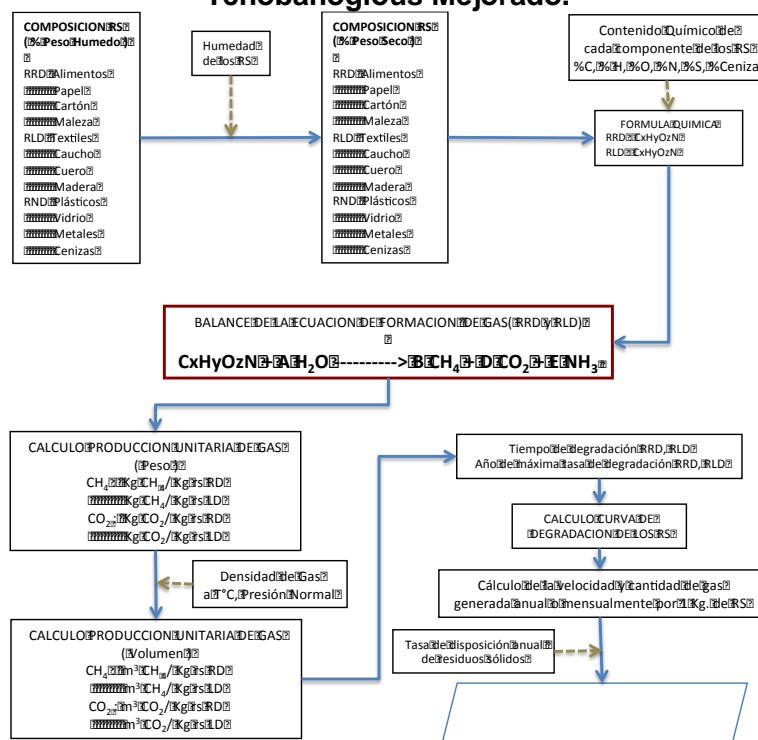 Tchobanoglous Mejorado.
COMPOSICION RS
( % Peso Humedo )
RRD Alimentos
Papel
Cartón
Maleza
RLD Textiles
Caucho
Cuero
Madera
RND Plásticos
Vidrio
Metales
Cenizas
Humedad
de los RS
COMPOSICION RS
( % Peso Seco )
RRD Alimentos
Papel
Cartón
Maleza
RLD Textiles
Caucho
Cuero
Madera
RND Plásticos
Vidrio
Metales
Cenizas
Contenido Químico de
cada componente de los RS
%C, % H, %O, % N, % S, %Ceniza
FORMULA QUIMICA
RRD CxHyOzN
RLD CxHyOzN
BALANCE DE LA ECUACION DE FORMACION DE GAS ( RRD y RLD)
CxHyOzN + A H₂O ---------> B CH₄ + D CO₂ + E NH₃
CALCULO PRODUCCION UNITARIA DE GAS
( Peso )
CH₄ Kg CH₄/ Kg rs RD
Kg CH₄/ Kg rs LD
CO₂; Kg CO₂/ Kg rs RD
Kg CO₂/ Kg rs LD
Densidad de Gas
a T°C, Presión Normal
CALCULO PRODUCCION UNITARIA DE GAS
( Volumen )
CH₄ m³ CH₄/ Kg rs RD
m³ CH₄/ Kg rs LD
CO₂; m³ CO₂/ Kg rs RD
m³ CO₂/ Kg rs LD
Tiempo de degradación RRD, RLD
Año de máxima tasa de degradación RRD, RLD
CALCULO CURVA DE
DEGRADACION DE LOS RS
Cálculo de la velocidad y cantidad de gas
generada anual o mensualmente por 1 Kg. de RS
Tasa de disposición anual
de residuos sólidos